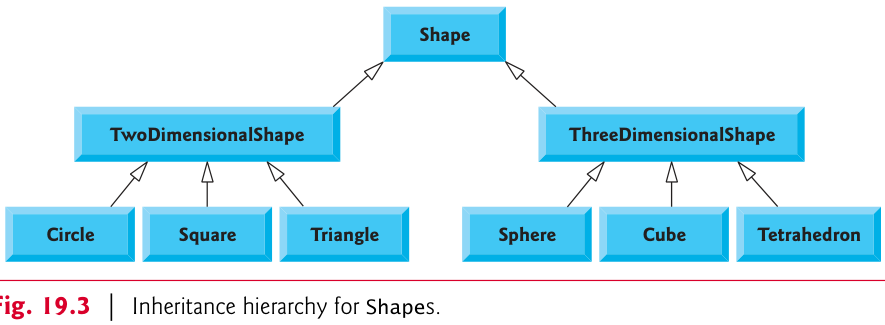 Shape
TwoDimensionalShape ThreeDimensionalShape
Circle Square Triangle Sphere Cube Tetrahedron
Fig. 19.3 | Inheritance hierarchy for Shapes.